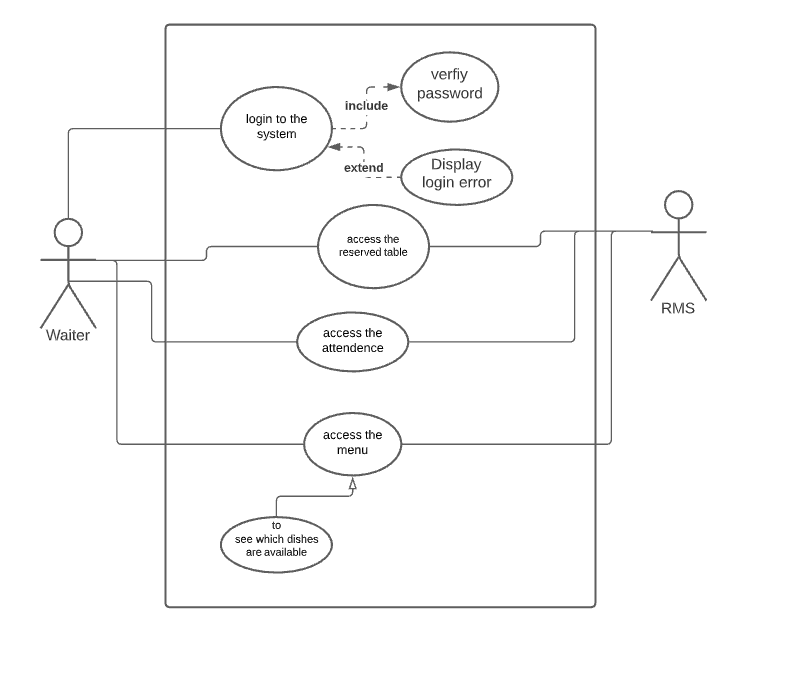 verfiy
password
login to the
system
include
extend
Display
login error
access the
reserved table
Waiter
RMS
access the
attendence
access the
menu
to
see which dishes
are available